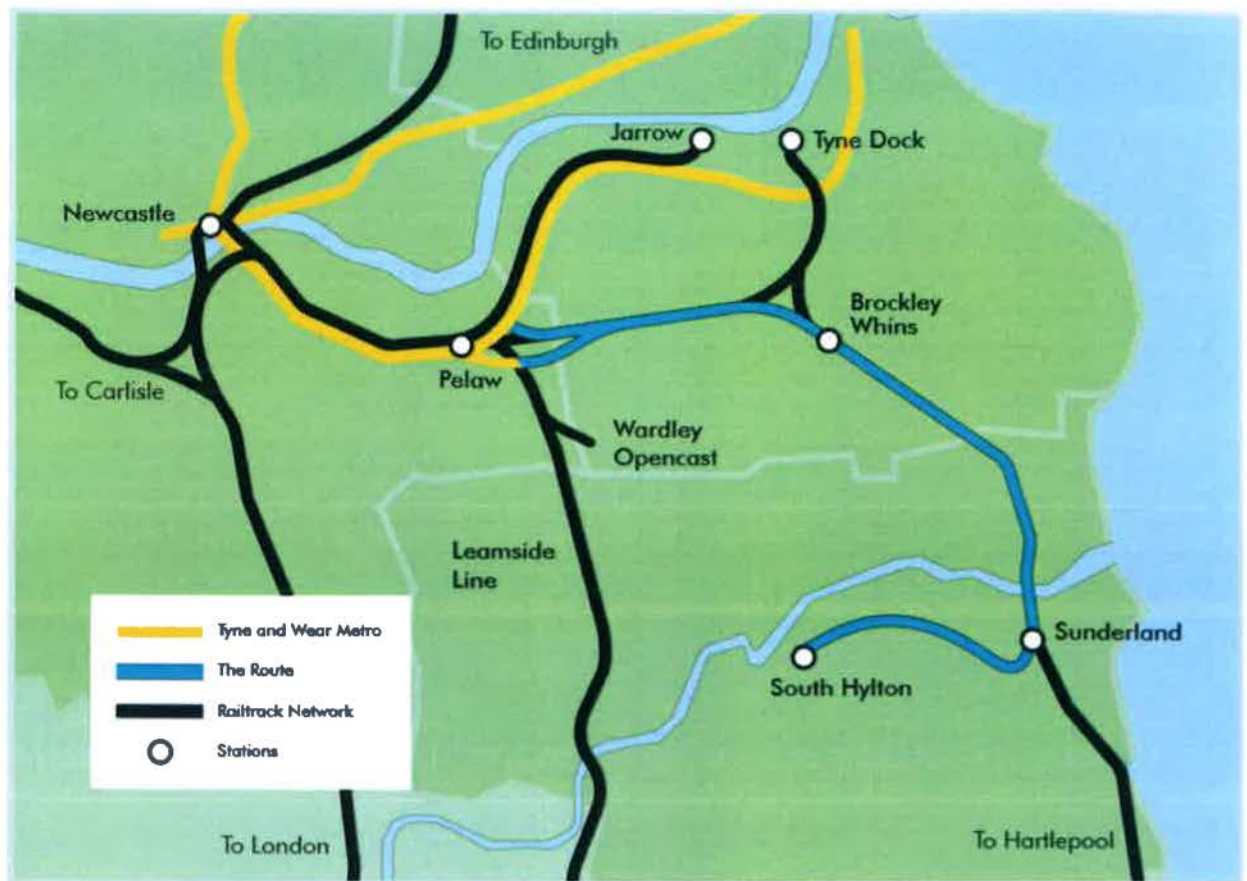 To Edinburgh
Jarrow
Tyne Dock
Newcastle
Brockley
Whins
Pelaw
To Carlisle
Wardley
Opencast
Leamside
Line
Tyne and Wear Metro
The Route
Railtrack Network
Stations
Sunderland
South Hylton
To London
To Hartlepool